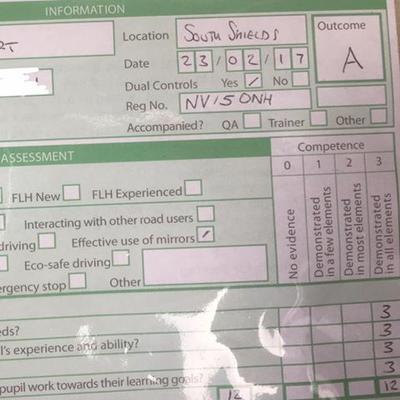 INFORMATION
Location SOUTH SHIELDS Outcome
Date 23/02/17 A
Dual Controls Yes ✓ No
Reg No. NV15 ONH
Accompanied? QA Trainer Other
ASSESSMENT Competence
0 1 2 3
No evidence
Demonstrated in a few elements
Demonstrated in most elements
Demonstrated in all elements
FLH New FLH Experienced
Interacting with other road users
driving Effective use of mirrors ✓
Eco-safe driving
ergency stop Other
3
eds? 3
l's experience and ability? 3
3
pupil work towards their learning goals? 3
12 12